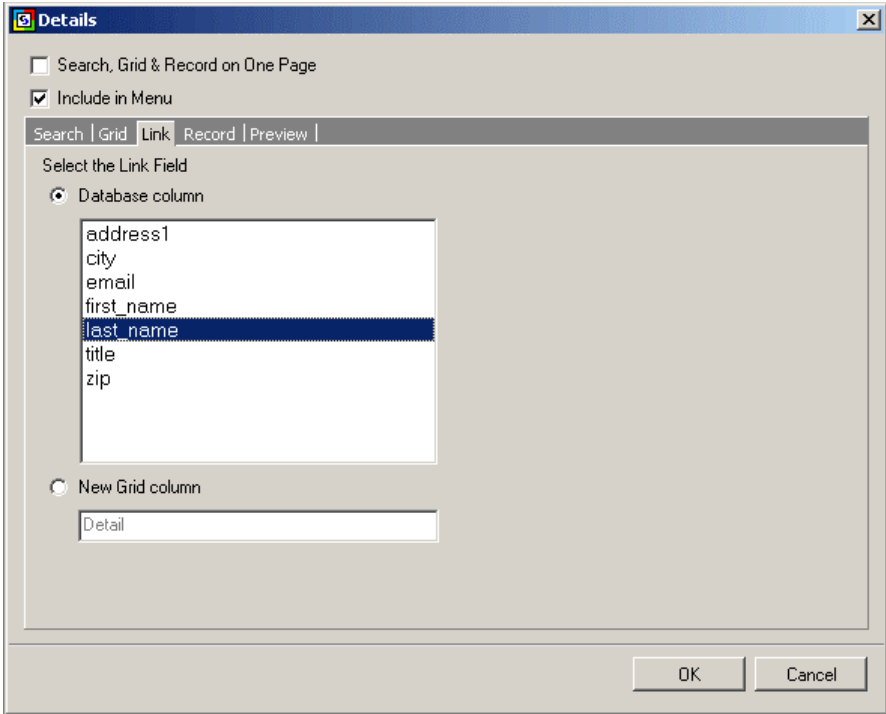 Details
Search, Grid & Record on One Page
Include in Menu
Search | Grid Link Record | Preview |
Select the Link Field
Database column
address1
city
email
first_name
last_name
title
zip
New Grid column
Detail
OK Cancel